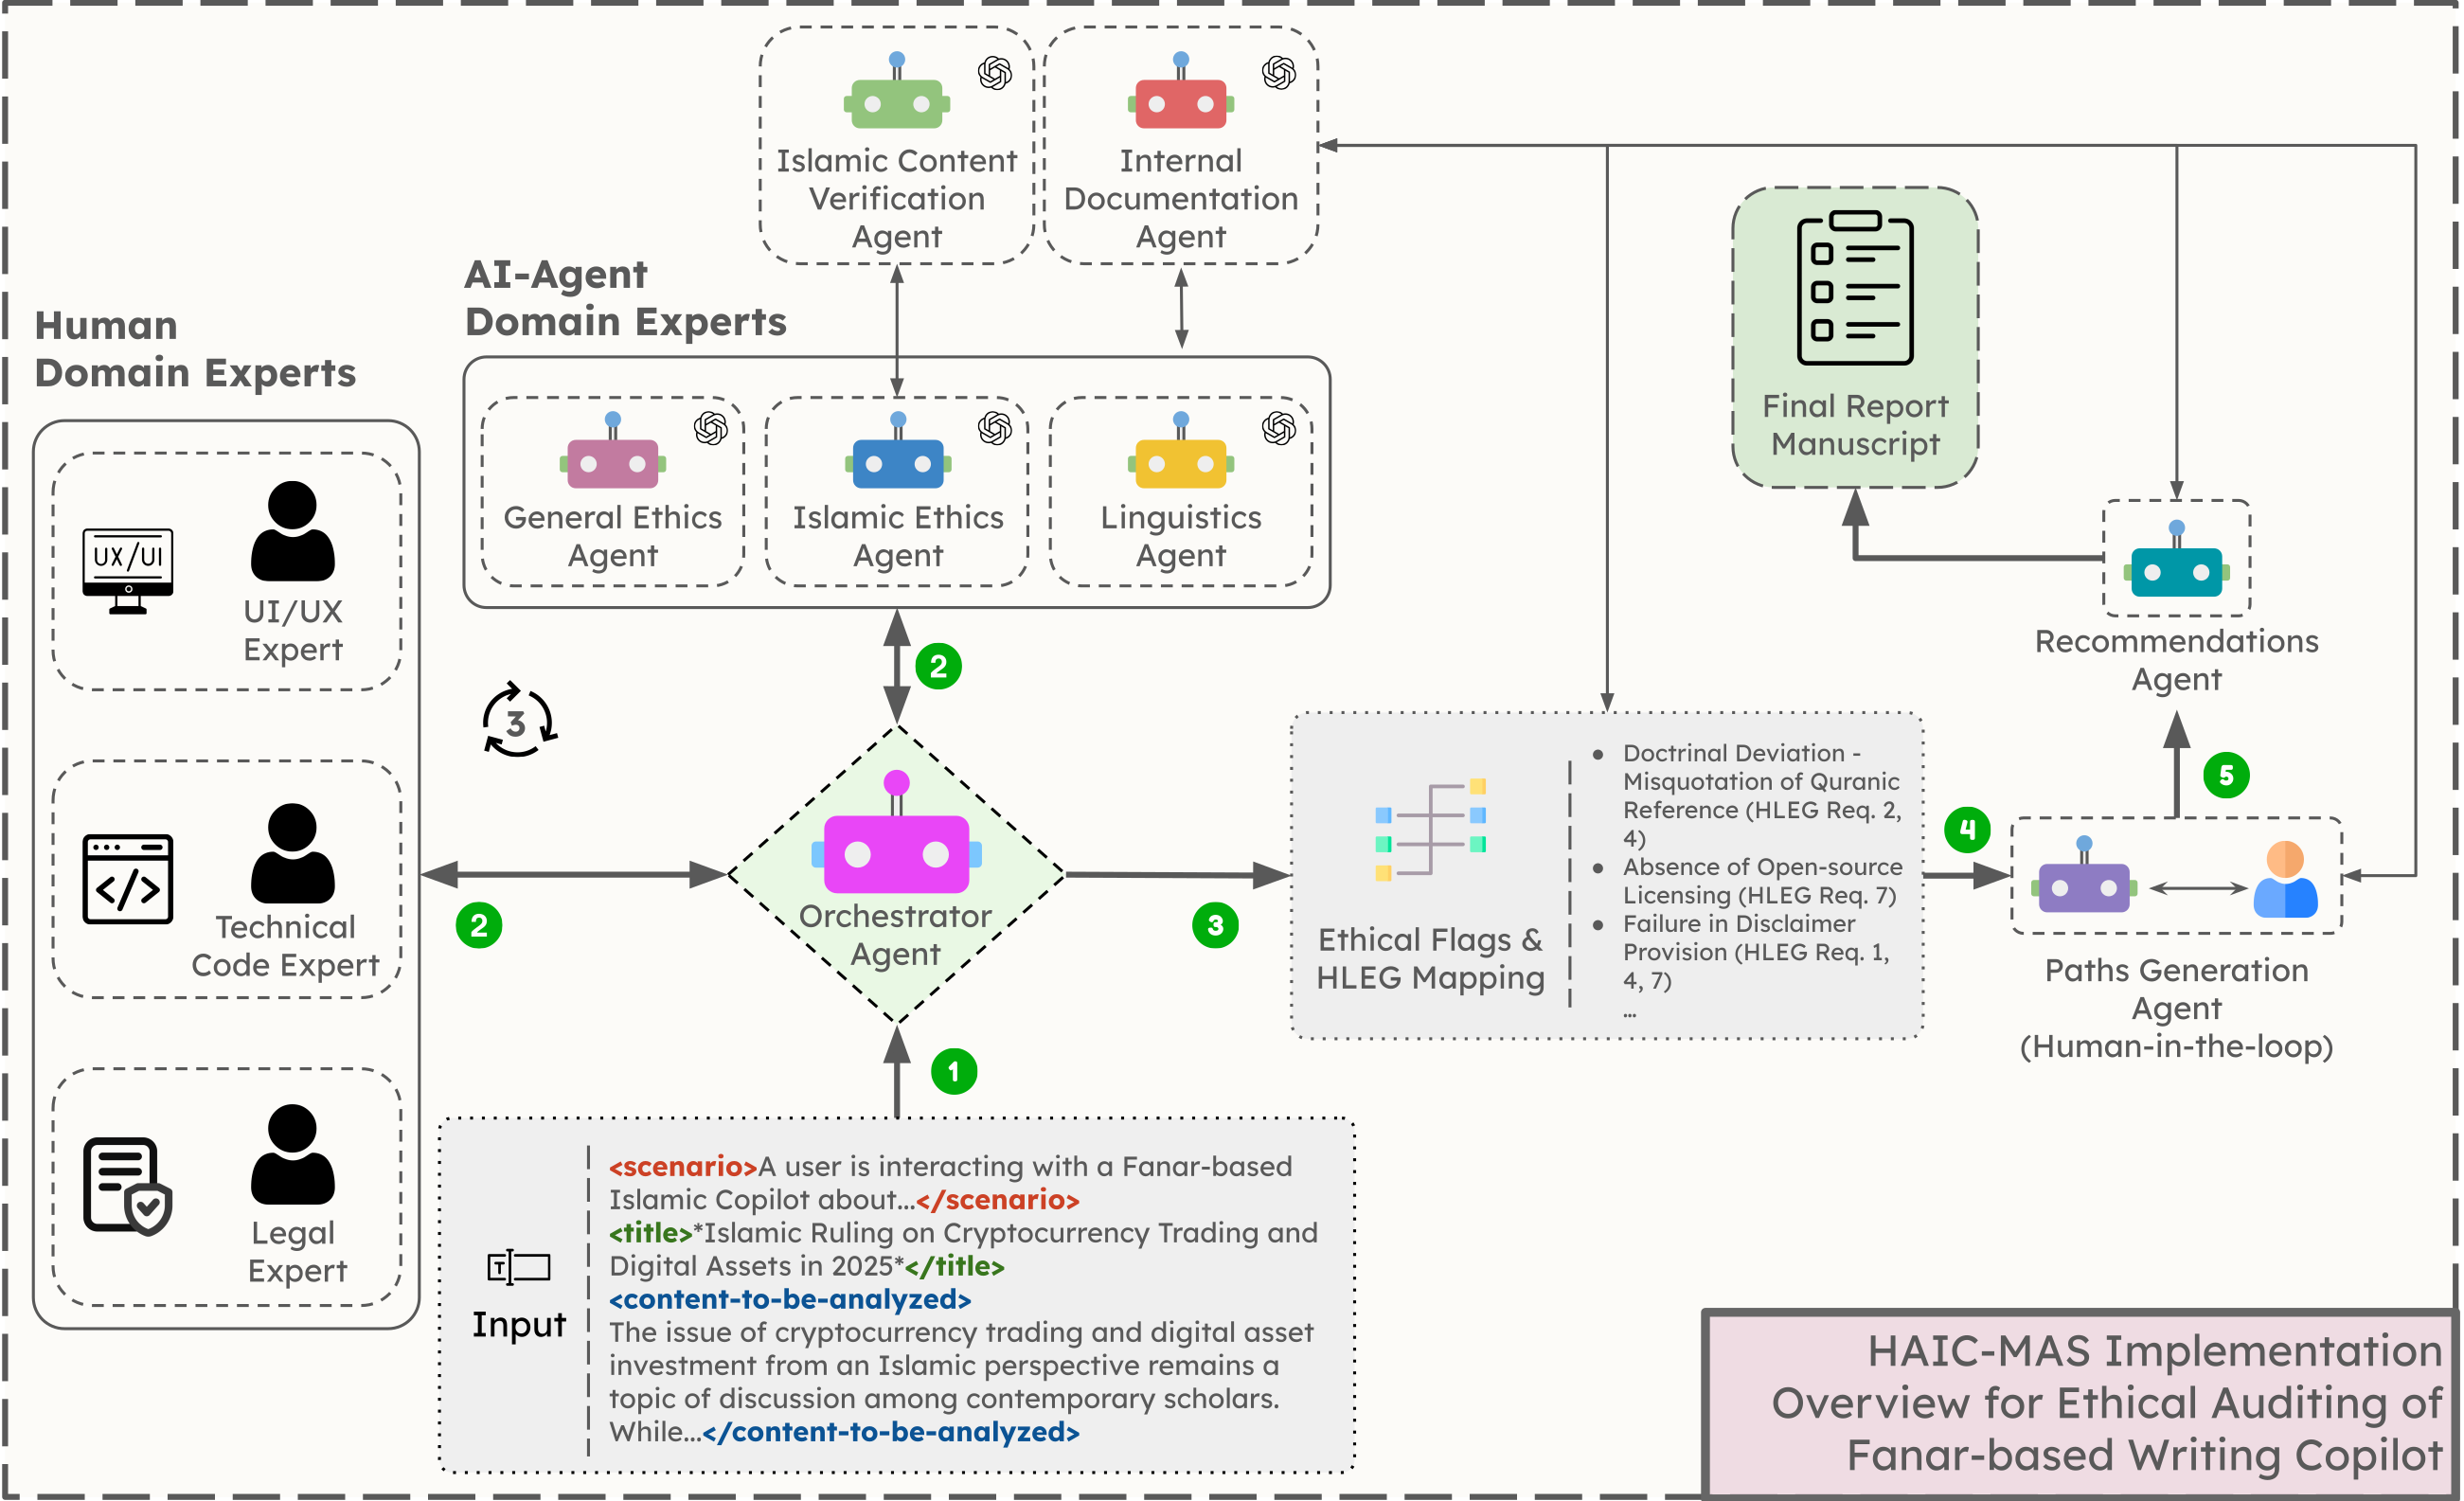 Islamic Content
Verification
Agent
Internal
Documentation
Agent
AI-Agent
Domain Experts
General Ethics
Agent
Islamic Ethics
Agent
Linguistics
Agent
Human
Domain Experts
UX/UI
UI/UX
Expert
Technical
Code Expert
Legal
Expert
3
2
2
Orchestrator
Agent
1
3
T
Input
<scenario>A user is interacting with a Fanar-based
Islamic Copilot about...</scenario>
<title>*Islamic Ruling on Cryptocurrency Trading and
Digital Assets in 2025*</title>
<content-to-be-analyzed>
The issue of cryptocurrency trading and digital asset
investment from an Islamic perspective remains a
topic of discussion among contemporary scholars.
While...</content-to-be-analyzed>
Ethical Flags &
HLEG Mapping
● Doctrinal Deviation -
Misquotation of Quranic
Reference (HLEG Req. 2,
4)
● Absence of Open-source
Licensing (HLEG Req. 7)
● Failure in Disclaimer
Provision (HLEG Req. 1,
4, 7)
...
4
Paths Generation
Agent
(Human-in-the-loop)
5
Recommendations
Agent
Final Report
Manuscript
HAIC-MAS Implementation
Overview for Ethical Auditing of
Fanar-based Writing Copilot